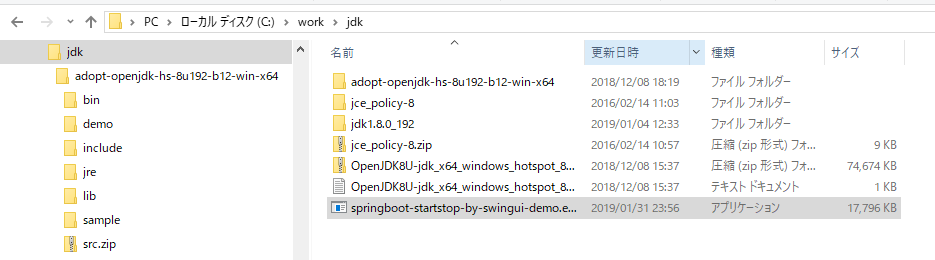 PC ローカル ディスク (C:) work jdk
jdk
adopt-openjdk-hs-8u192-b12-win-x64
bin
demo
include
jre
lib
sample
src.zip
名前 更新日時 種類 サイズ
adopt-openjdk-hs-8u192-b12-win-x64 2018/12/08 18:19 ファイル フォルダー
jce_policy-8 2016/02/14 11:03 ファイル フォルダー
jdk1.8.0_192 2019/01/04 12:33 ファイル フォルダー
jce_policy-8.zip 2016/02/14 10:57 圧縮 (zip 形式) フォ... 9 KB
OpenJDK8U-jdk_x64_windows_hotspot_8... 2018/12/08 15:37 圧縮 (zip 形式) フォ... 74,674 KB
OpenJDK8U-jdk_x64_windows_hotspot_8... 2018/12/08 15:37 テキスト ドキュメント 1 KB
springboot-startstop-by-swingui-demo.e... 2019/01/31 23:56 アプリケーション 17,796 KB